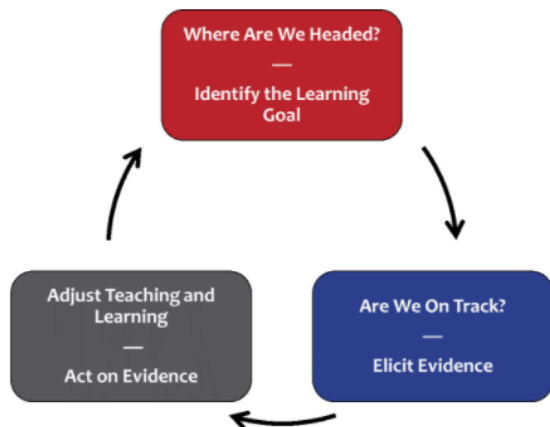 Where Are We Headed?
—
Identify the Learning
Goal
Are We On Track?
—
Elicit Evidence
Adjust Teaching and
Learning
—
Act on Evidence